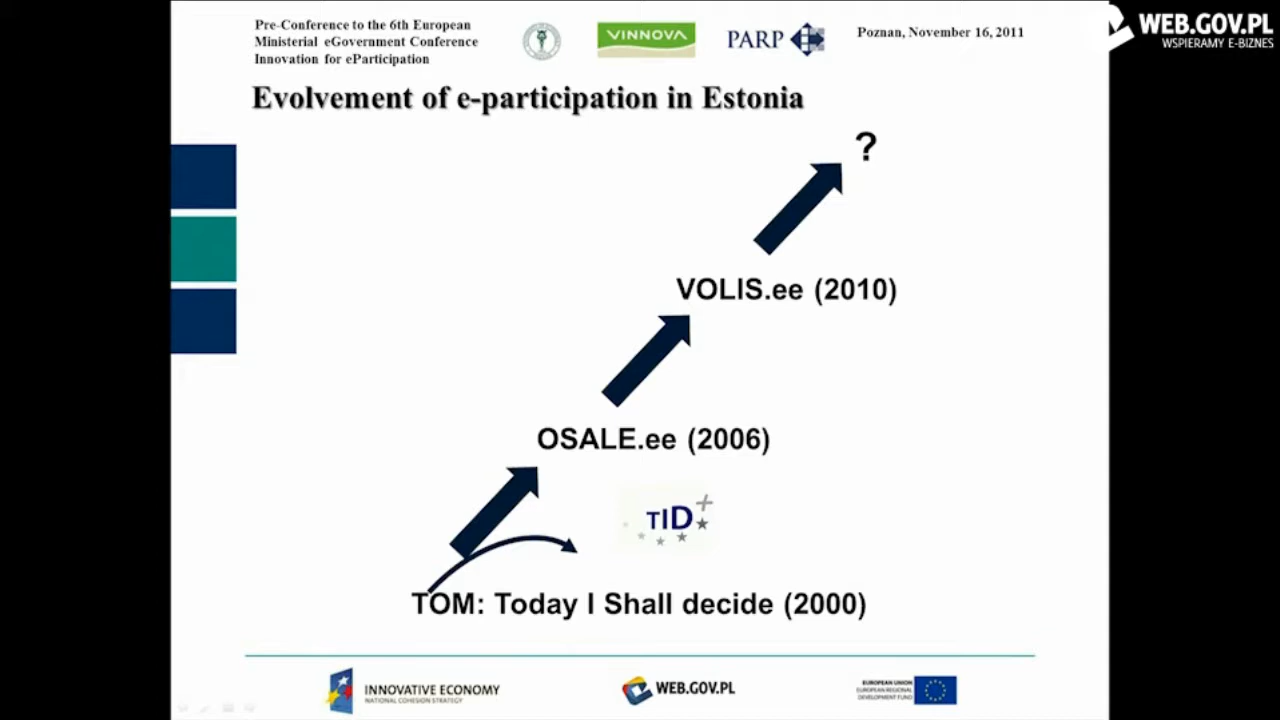 Pre-Conference to the 6th European
Ministerial eGovernment Conference
Innovation for eParticipation
VINNOVA
PARP
Poznan, November 16, 2011
WEB.GOV.PL
WSPIERAMY E-BIZNES
Evolvement of e-participation in Estonia
?
VOLIS.ee (2010)
OSALE.ee (2006)
TID+
TOM: Today I Shall decide (2000)
INNOVATIVE ECONOMY
NATIONAL COHESION STRATEGY
WEB.GOV.PL
EUROPEAN UNION
EUROPEAN REGIONAL
DEVELOPMENT FUND